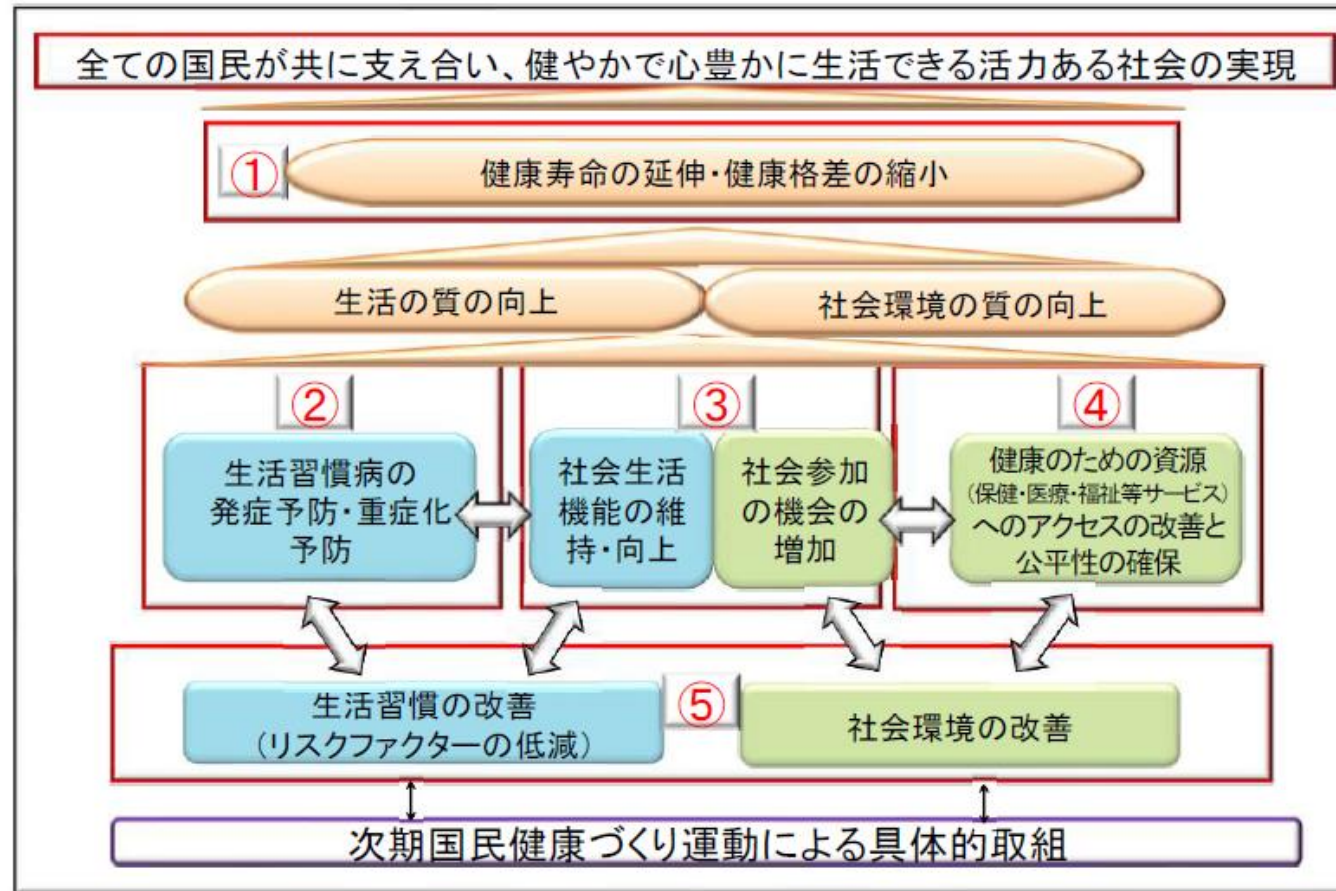 全ての国民が共に支え合い、健やかで心豊かに生活できる活力ある社会の実現
①
健康寿命の延伸・健康格差の縮小
生活の質の向上
社会環境の質の向上
②
生活習慣病の
発症予防・重症化
予防
③
社会生活
機能の維
持・向上
社会参加
の機会の
増加
④
健康のための資源
（保健・医療・福祉等サービス）
へのアクセスの改善と
公平性の確保
生活習慣の改善
（リスクファクターの低減）
⑤
社会環境の改善
次期国民健康づくり運動による具体的取組